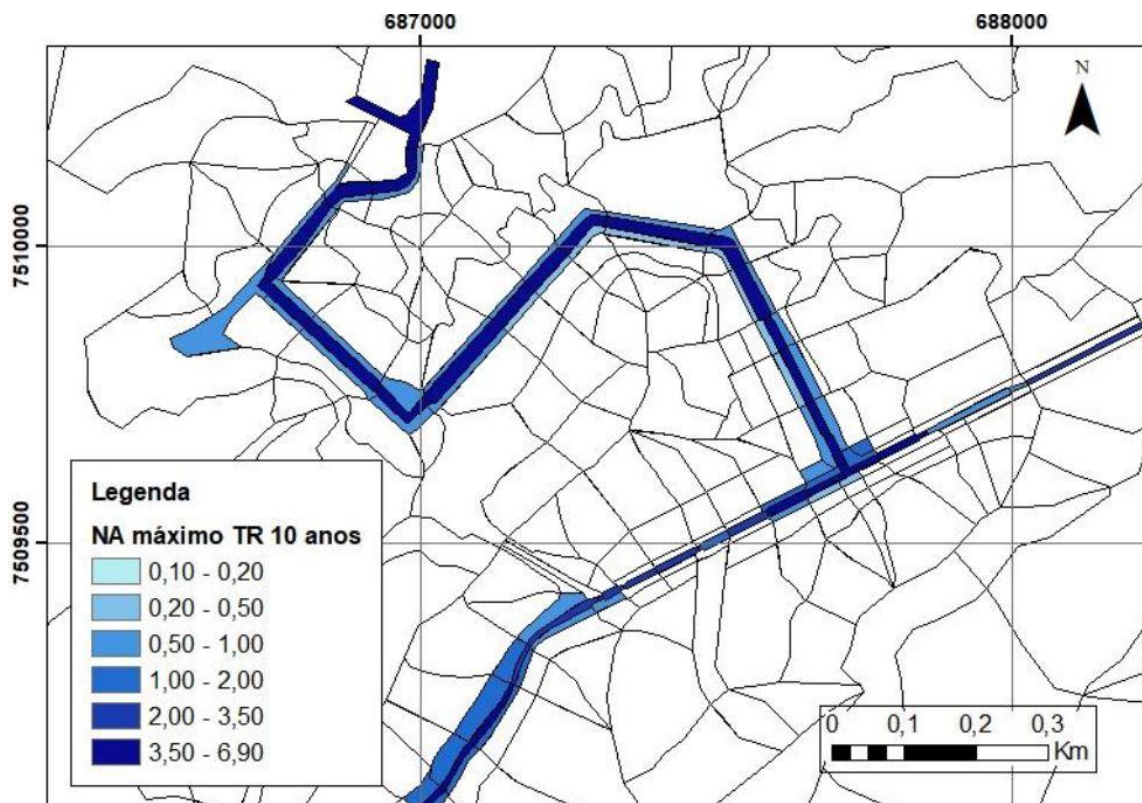 687000 688000
N
7510000
7509500
Legenda
NA máximo TR 10 anos
0,10 - 0,20
0,20 - 0,50
0,50 - 1,00
1,00 - 2,00
2,00 - 3,50
3,50 - 6,90
0 0,1 0,2 0,3
Km